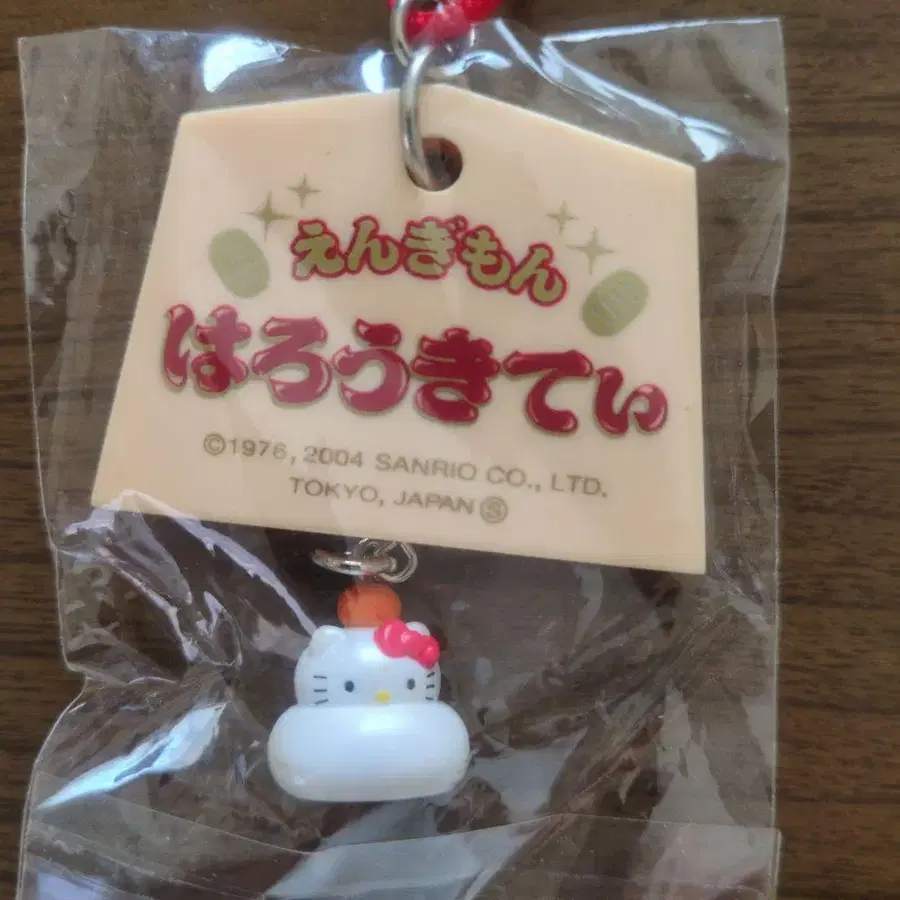 えんぎもん
はろうきてぃ
©1976, 2004 SANRIO CO., LTD.
TOKYO, JAPAN Ⓢ